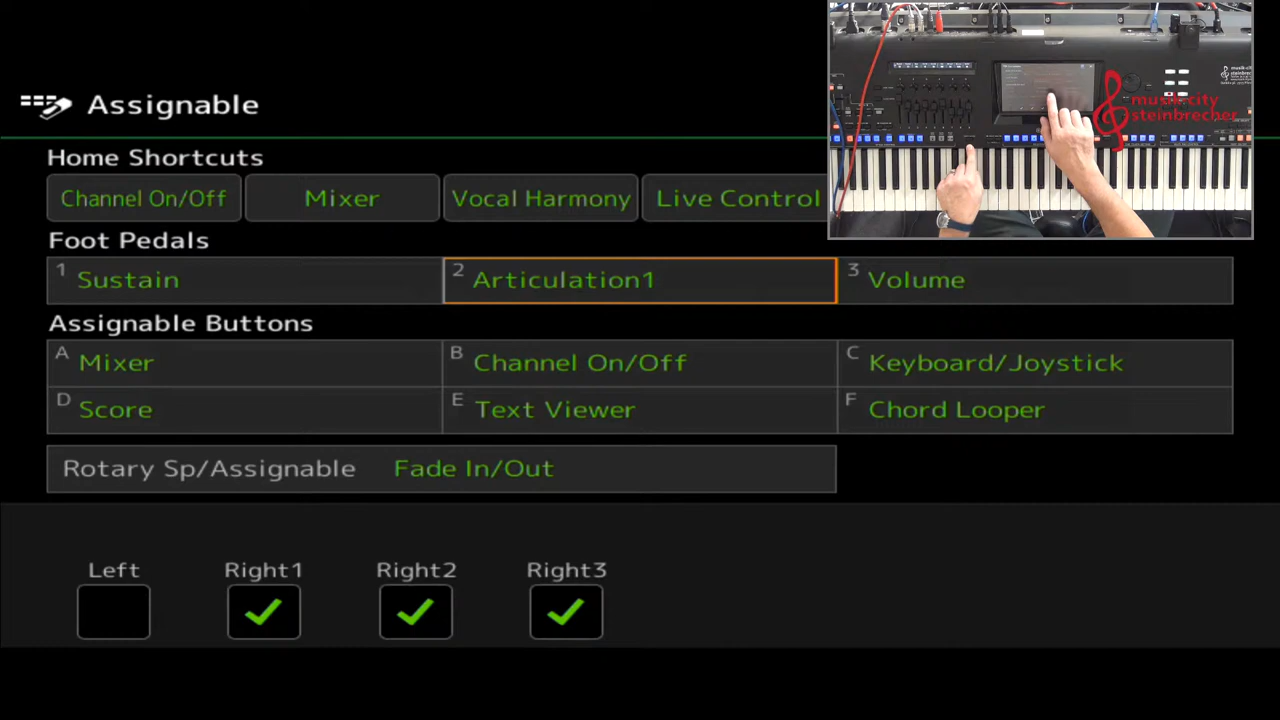 Assignable
Home Shortcuts
Channel On/Off
Mixer
Vocal Harmony
Live Control
Foot Pedals
1 Sustain
2 Articulation1
3 Volume
Assignable Buttons
A Mixer
B Channel On/Off
C Keyboard/Joystick
D Score
E Text Viewer
F Chord Looper
Rotary Sp/Assignable Fade In/Out
Left
Right1
Right2
Right3
musik-city
steinbrecher